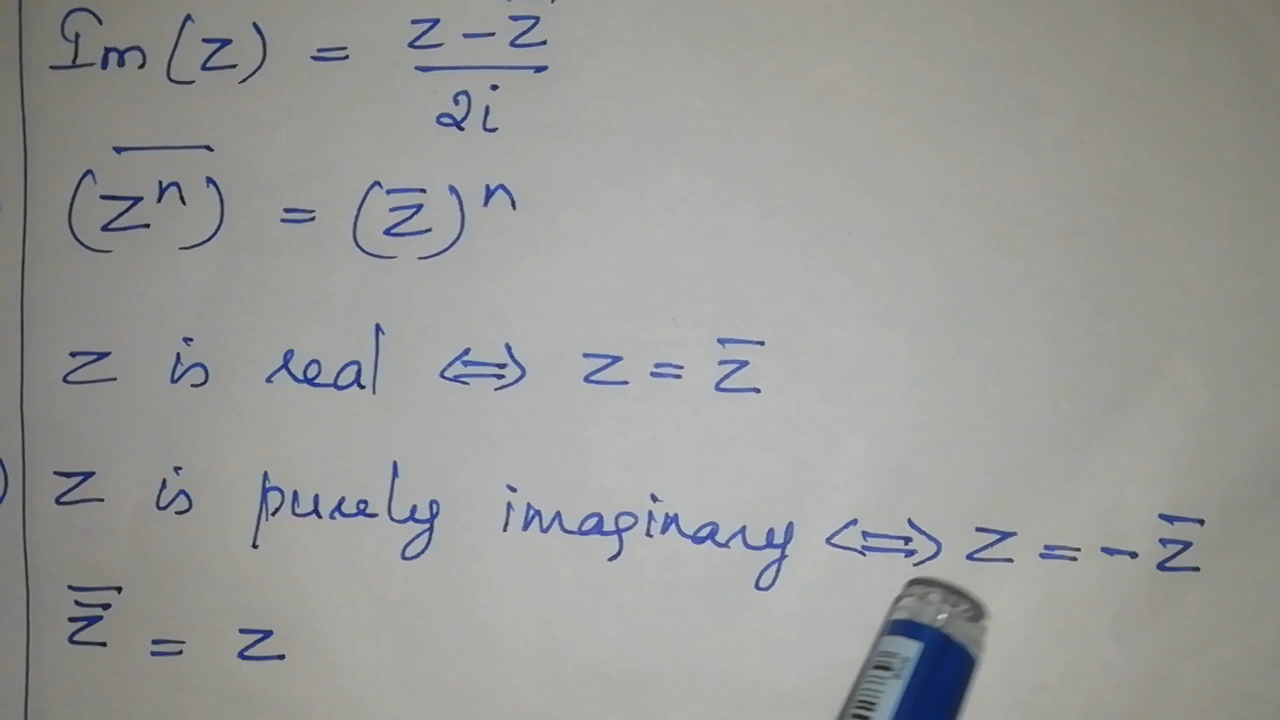 Im(z) = z - z̅ / 2i
(z̅ⁿ̅) = (z̅)ⁿ
z is real ⇔ z = z̅
z is purely imaginary ⇔ z = - z̅
z̿ = z